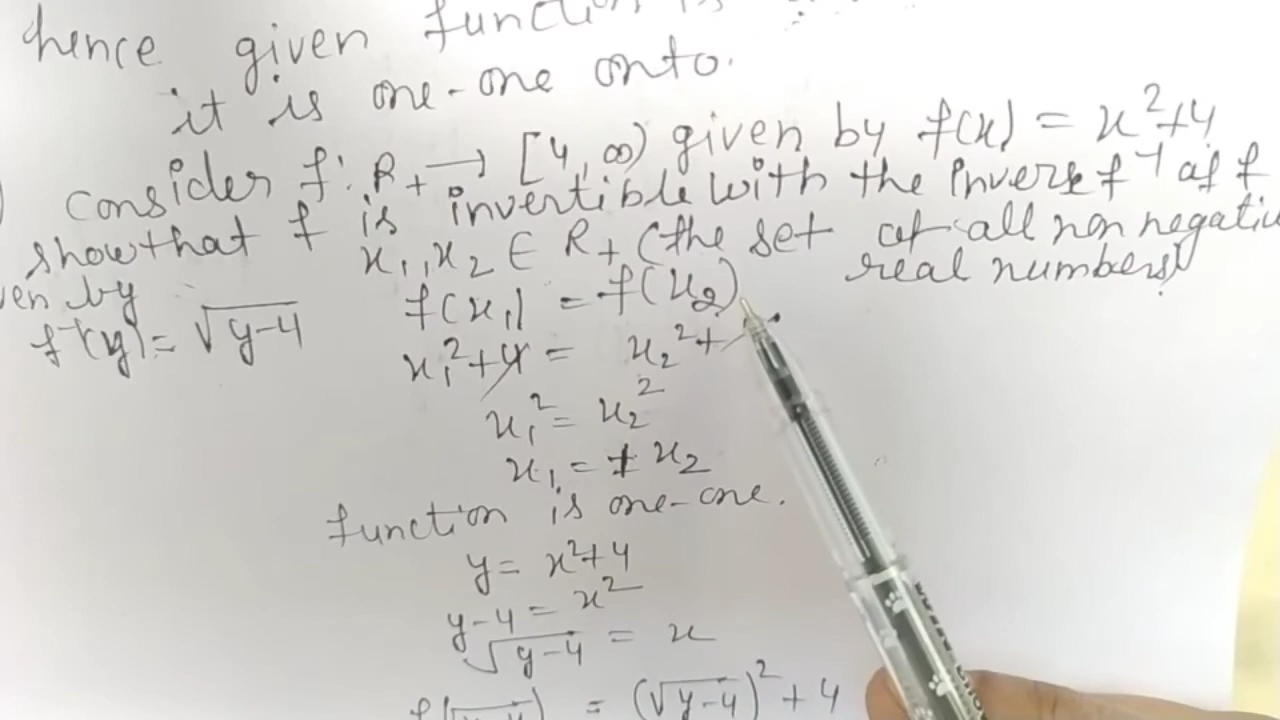 hence given function is
it is one-one onto.
consider f: R+ → [4, ∞) given by f(x) = x²+4
show that f is invertible with the inverse f⁻¹ of f
given by x₁, x₂ ∈ R+ (the set of all non negative
real numbers)
f⁻¹(y) = √(y-4)
f(x₁) = f(x₂)
x₁²+4 = x₂²+
x₁² = x₂²
x₁ = ± x₂
function is one-one.
y = x²+4
y-4 = x²
√(y-4) = x
= (√(y-4))² + 4